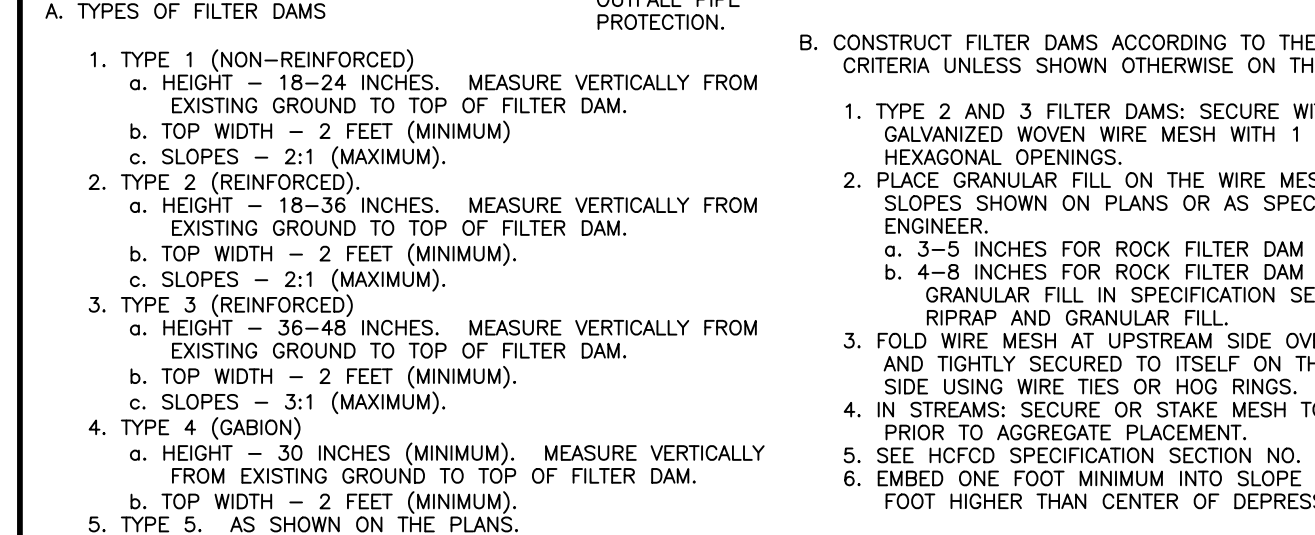 A. TYPES OF FILTER DAMS
PROTECTION.
1. TYPE 1 (NON-REINFORCED)
a. HEIGHT - 18-24 INCHES. MEASURE VERTICALLY FROM
EXISTING GROUND TO TOP OF FILTER DAM.
b. TOP WIDTH - 2 FEET (MINIMUM)
c. SLOPES - 2:1 (MAXIMUM).
2. TYPE 2 (REINFORCED).
a. HEIGHT - 18-36 INCHES. MEASURE VERTICALLY FROM
EXISTING GROUND TO TOP OF FILTER DAM.
b. TOP WIDTH - 2 FEET (MINIMUM).
c. SLOPES - 2:1 (MAXIMUM).
3. TYPE 3 (REINFORCED)
a. HEIGHT - 36-48 INCHES. MEASURE VERTICALLY FROM
EXISTING GROUND TO TOP OF FILTER DAM.
b. TOP WIDTH - 2 FEET (MINIMUM).
c. SLOPES - 3:1 (MAXIMUM).
4. TYPE 4 (GABION)
a. HEIGHT - 30 INCHES (MINIMUM). MEASURE VERTICALLY
FROM EXISTING GROUND TO TOP OF FILTER DAM.
b. TOP WIDTH - 2 FEET (MINIMUM).
5. TYPE 5. AS SHOWN ON THE PLANS.
B. CONSTRUCT FILTER DAMS ACCORDING TO THE
CRITERIA UNLESS SHOWN OTHERWISE ON
1. TYPE 2 AND 3 FILTER DAMS: SECURE
GALVANIZED WOVEN WIRE MESH WITH 1
HEXAGONAL OPENINGS.
2. PLACE GRANULAR FILL ON THE WIRE
SLOPES SHOWN ON PLANS OR AS
ENGINEER.
a. 3-5 INCHES FOR ROCK FILTER DAM
b. 4-8 INCHES FOR ROCK FILTER DAM
GRANULAR FILL IN SPECIFICATION
RIPRAP AND GRANULAR FILL.
3. FOLD WIRE MESH AT UPSTREAM SIDE
AND TIGHTLY SECURED TO ITSELF ON
SIDE USING WIRE TIES OR HOG RINGS.
4. IN STREAMS: SECURE OR STAKE MESH
PRIOR TO AGGREGATE PLACEMENT.
5. SEE HCFCD SPECIFICATION SECTION NO.
6. EMBED ONE FOOT MINIMUM INTO SLOPE
FOOT HIGHER THAN CENTER OF